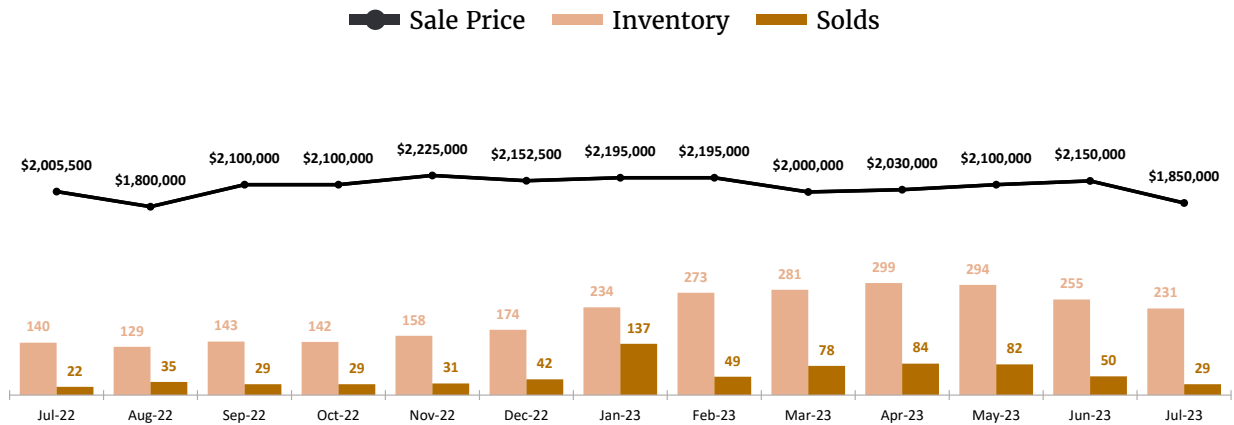 Sale Price Inventory Solds
$2,005,500 $1,800,000 $2,100,000 $2,100,000 $2,225,000 $2,152,500 $2,195,000 $2,195,000 $2,000,000 $2,030,000 $2,100,000 $2,150,000 $1,850,000
140 129 143 142 158 174 234 273 281 299 294 255 231
22 35 29 29 31 42 137 49 78 84 82 50 29
Jul-22 Aug-22 Sep-22 Oct-22 Nov-22 Dec-22 Jan-23 Feb-23 Mar-23 Apr-23 May-23 Jun-23 Jul-23